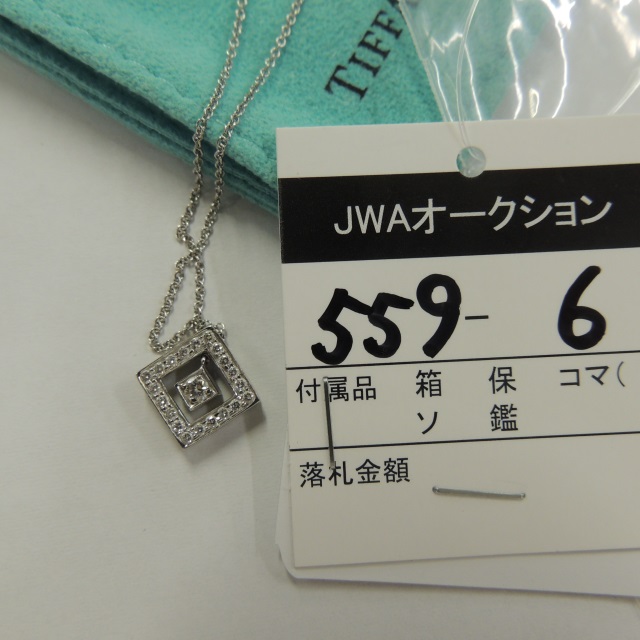 TIFFA
JWAオークション
559-6
付属品 箱 保 コマ(
ソ 鑑
落札金額